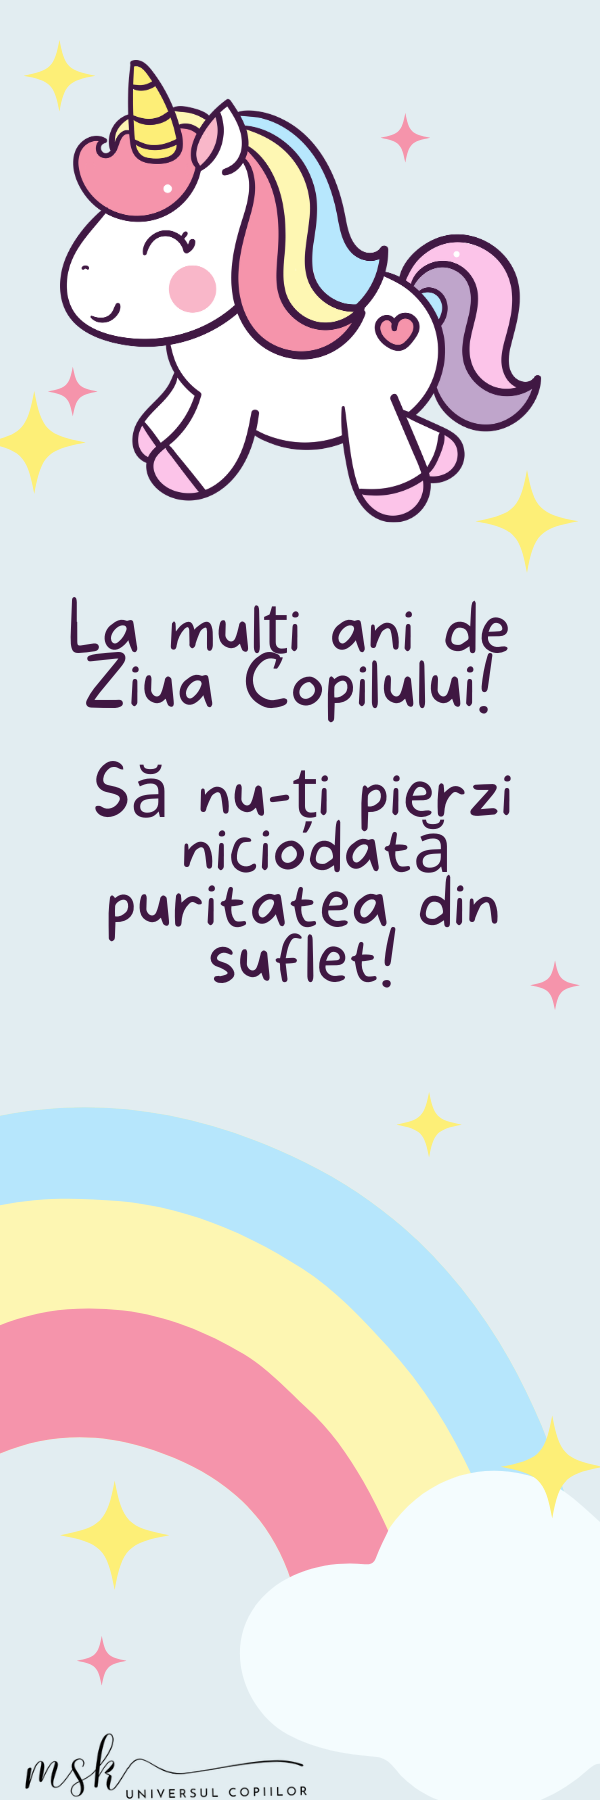 La mulți ani de
Ziua Copilului!
Să nu-ți pierzi
niciodată
puritatea din
suflet!
msk
UNIVERSUL COPIILOR